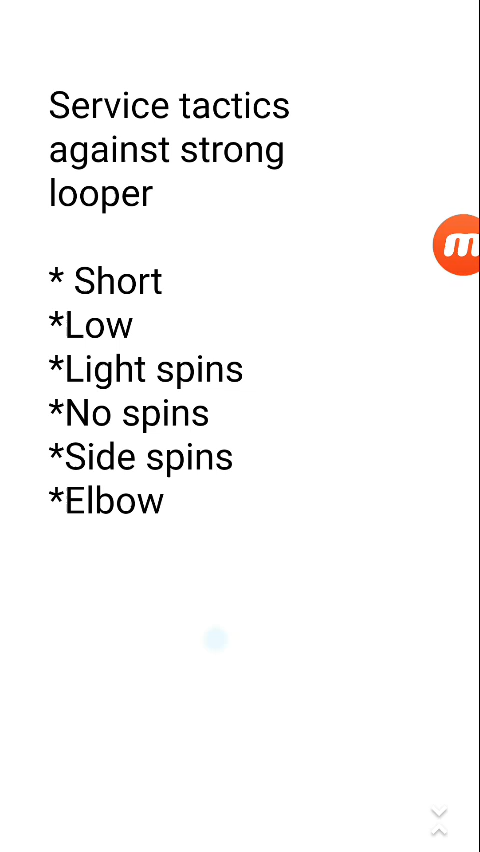 Service tactics
against strong
looper
* Short
*Low
*Light spins
*No spins
*Side spins
*Elbow